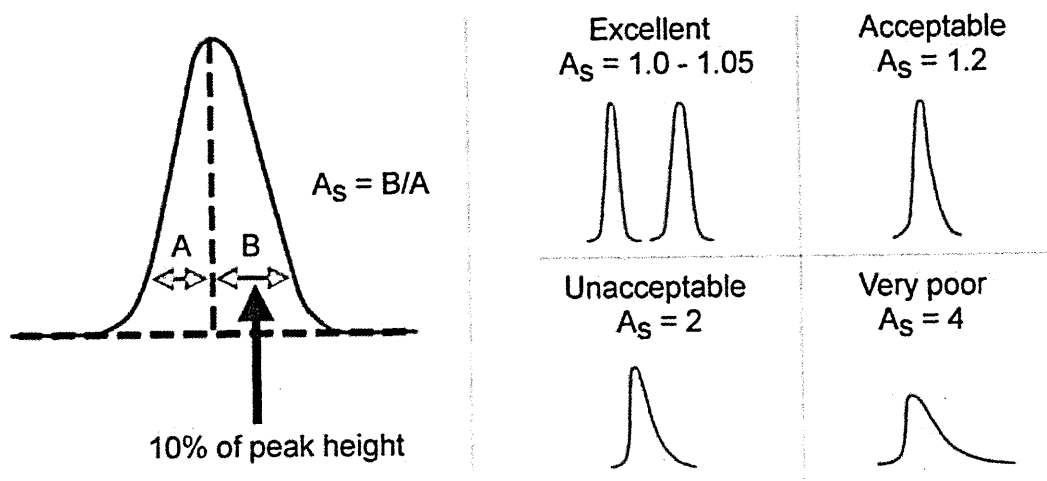 A
B
As = B/A
10% of peak height
Excellent
As = 1.0 - 1.05
Acceptable
As = 1.2
Unacceptable
As = 2
Very poor
As = 4